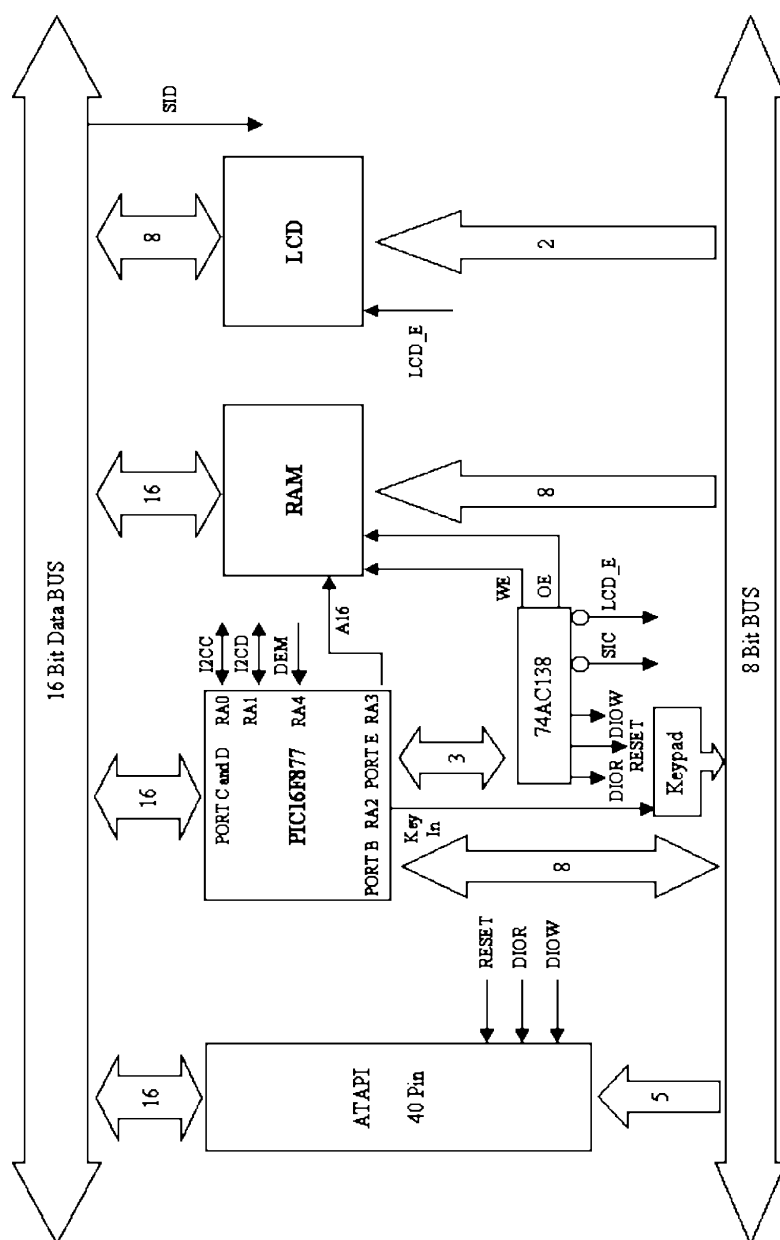 16 Bit Data BUS
16
ATAPI
40 Pin
RESET
DIOR
DIOW
5
16
PORT C and D
PIC16F877
PORT B
RA2
PORT E
RA3
RA0
RA1
RA4
I2CC
I2CD
DEM
A16
Key
In
8
3
74AC138
DIOR
RESET
DIOW
SIC
LCD_E
WE
OE
Keypad
16
RAM
8
8
LCD
LCD_E
2
SID
8 Bit BUS